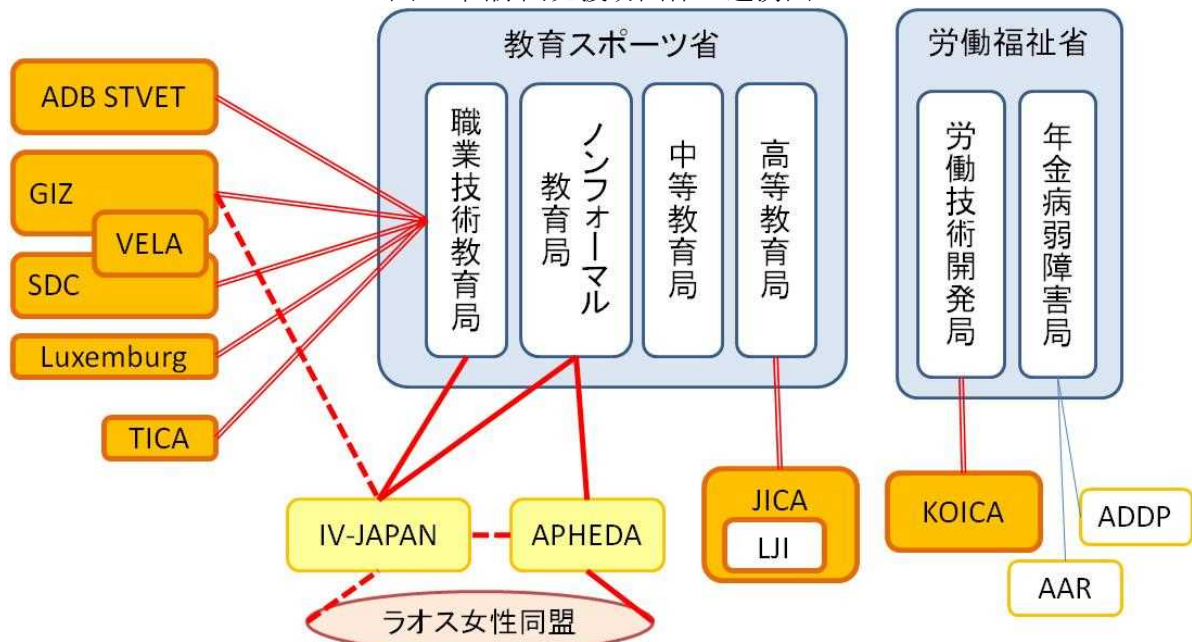 教育スポーツ省
労働福祉省
ADB STVET
GIZ
VELA
SDC
Luxemburg
TICA
職業技術教育局
ノンフォーマル
教育局
中等教育局
高等教育局
労働技術開発局
年金病弱障害局
IV-JAPAN
APHEDA
JICA
LJI
KOICA
ADDP
AAR
ラオス女性同盟